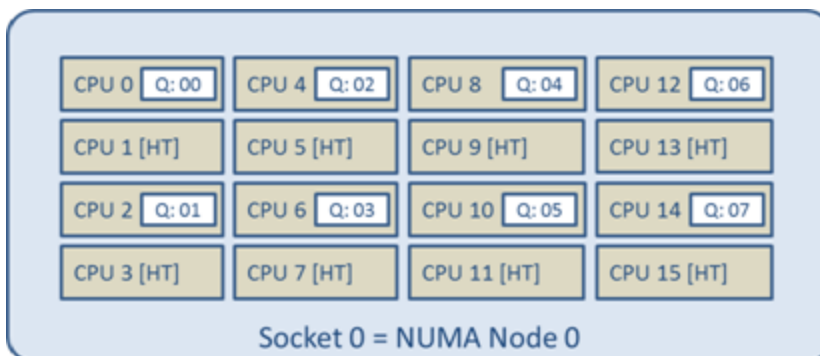 CPU 0 Q: 00 CPU 4 Q: 02 CPU 8 Q: 04 CPU 12 Q: 06
CPU 1 [HT] CPU 5 [HT] CPU 9 [HT] CPU 13 [HT]
CPU 2 Q: 01 CPU 6 Q: 03 CPU 10 Q: 05 CPU 14 Q: 07
CPU 3 [HT] CPU 7 [HT] CPU 11 [HT] CPU 15 [HT]
Socket 0 = NUMA Node 0